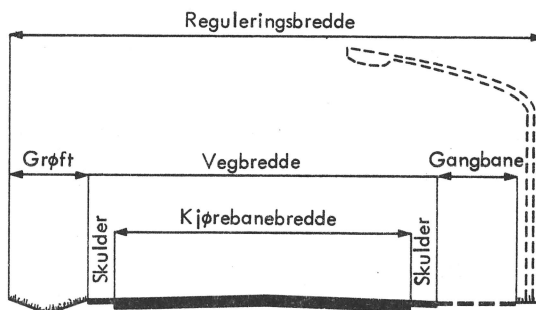 Reguleringsbredde
Grøft
Vegbredde
Gangbane
Kjørebanebredde
Skulder
Skulder